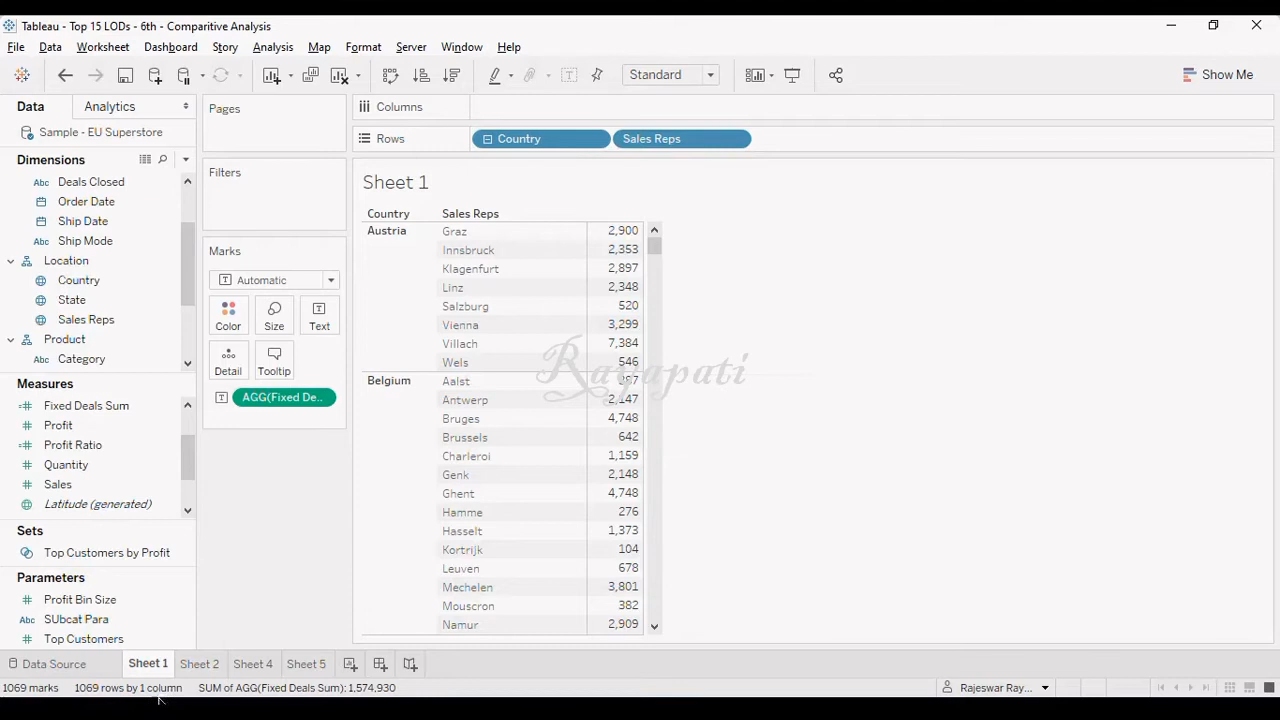 Tableau - Top 15 LODs - 6th - Comparitive Analysis
File Data Worksheet Dashboard Story Analysis Map Format Server Window Help
Standard Show Me
Data Analytics Pages Columns
Sample - EU Superstore
Rows Country Sales Reps
Dimensions
Filters
Deals Closed
Order Date
Ship Date
Ship Mode
Location
Country
State
Sales Reps
Product
Category
Marks
Automatic
Color Size Text
Detail Tooltip
AGG(Fixed De..
Measures
Fixed Deals Sum
Profit
Profit Ratio
Quantity
Sales
Latitude (generated)
Sets
Top Customers by Profit
Parameters
Profit Bin Size
SUbcat Para
Top Customers
Sheet 1
Country Sales Reps
Austria Graz 2,900
Innsbruck 2,353
Klagenfurt 2,897
Linz 2,348
Salzburg 520
Vienna 3,299
Villach 7,384
Wels 546
Belgium Aalst
Antwerp 2,147
Bruges 4,748
Brussels 642
Charleroi 1,159
Genk 2,148
Ghent 4,748
Hamme 276
Hasselt 1,373
Kortrijk 104
Leuven 678
Mechelen 3,801
Mouscron 382
Namur 2,909
Rayapati
Data Source Sheet 1 Sheet 2 Sheet 4 Sheet 5
1069 marks 1069 rows by 1 column SUM of AGG(Fixed Deals Sum): 1,574,930 Rajeswar Ray...